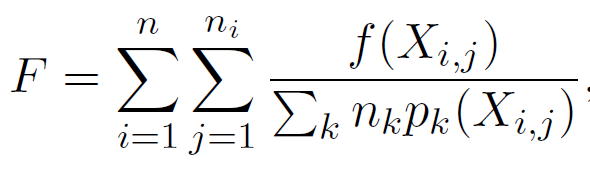 F = \sum_{i=1}^{n} \sum_{j=1}^{n_i} \frac{f(X_{i,j})}{\sum_k n_k p_k(X_{i,j})},